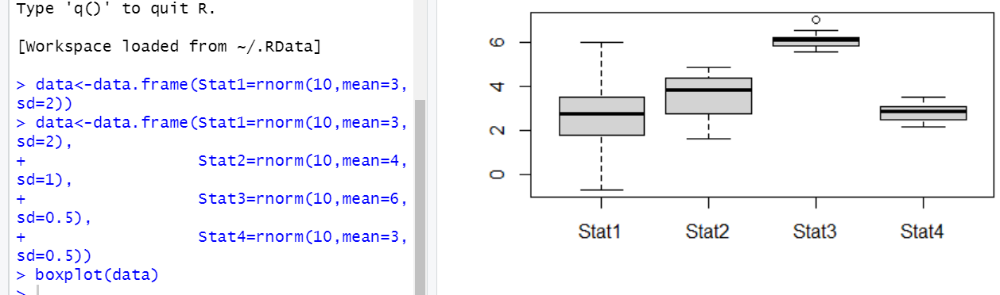 Type 'q()' to quit R.
[Workspace loaded from ~/.RData]
> data<-data.frame(Stat1=rnorm(10,mean=3,
sd=2))
> data<-data.frame(Stat1=rnorm(10,mean=3,
sd=2),
+                  Stat2=rnorm(10,mean=4,
sd=1),
+                  Stat3=rnorm(10,mean=6,
sd=0.5),
+                  Stat4=rnorm(10,mean=3,
sd=0.5))
> boxplot(data)
>
6
4
2
0
Stat1 Stat2 Stat3 Stat4